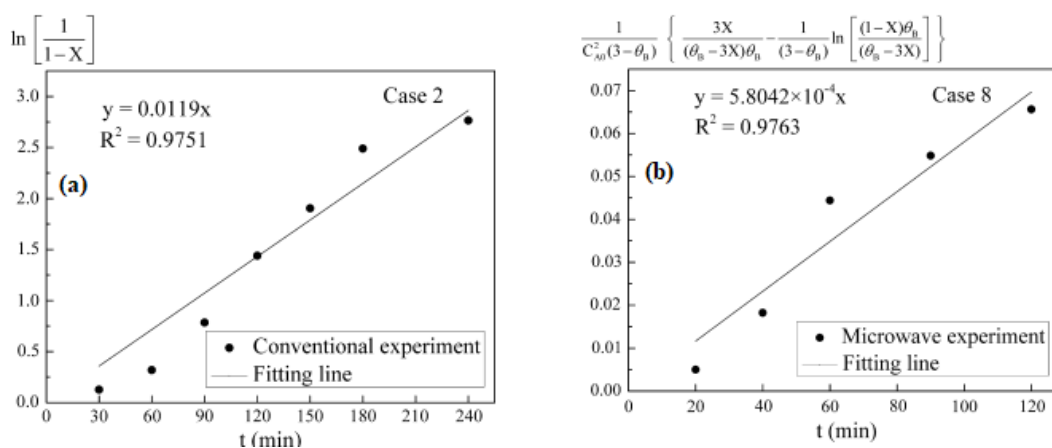 ln [ 1/(1−X) ]
Case 2
y = 0.0119x
R² = 0.9751
(a)
3.0
2.5
2.0
1.5
1.0
0.5
0.0
Conventional experiment
Fitting line
30 60 90 120 150 180 210 240
t (min)
1/(C²A0(3−θB)) { 3X/((θB−3X)θB) − 1/(3−θB) ln [ (1−X)θB/(θB−3X) ] }
Case 8
y = 5.8042×10⁻⁴x
R² = 0.9763
(b)
0.07
0.06
0.05
0.04
0.03
0.02
0.01
0.00
Microwave experiment
Fitting line
0 20 40 60 80 100 120
t (min)